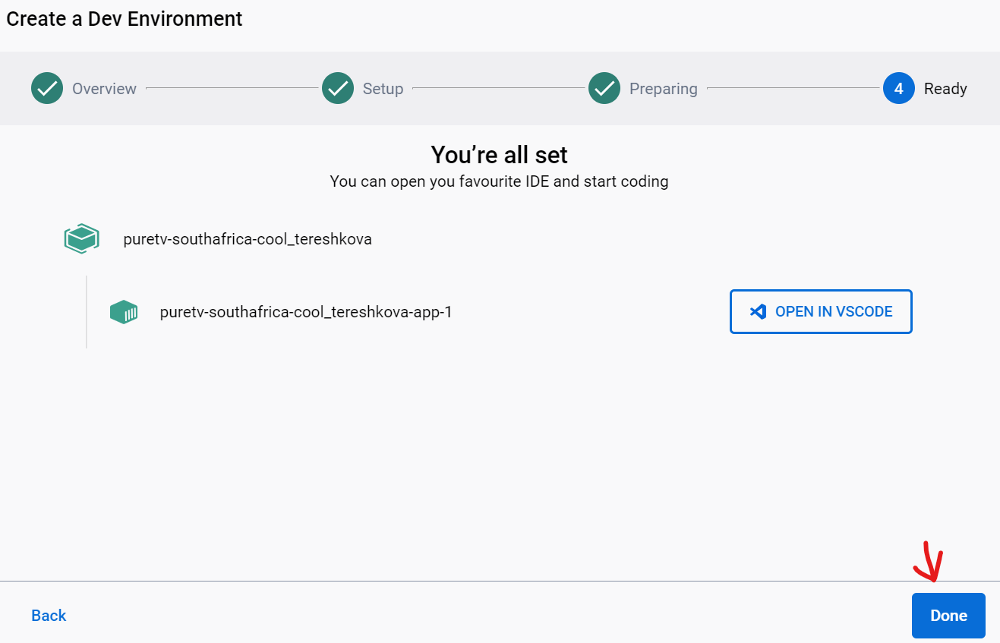 Create a Dev Environment
Overview
Setup
Preparing
4
Ready
You’re all set
You can open you favourite IDE and start coding
puretv-southafrica-cool_tereshkova
puretv-southafrica-cool_tereshkova-app-1
OPEN IN VSCODE
Back
Done